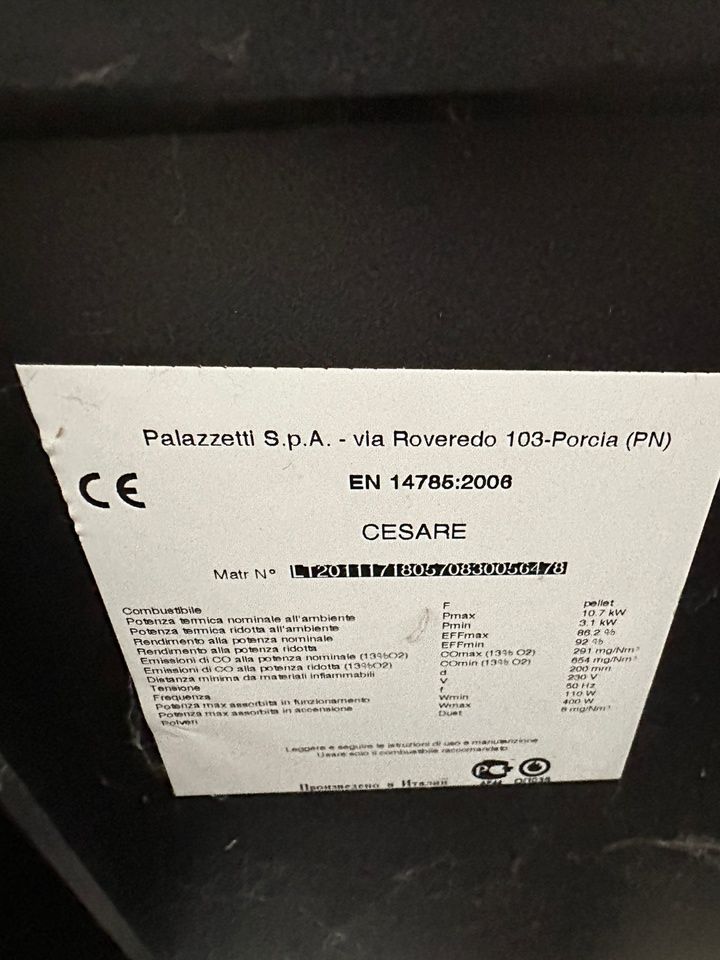 Palazzetti S.p.A. - via Roveredo 103-Porcia (PN)
CE
EN 14785:2006
CESARE
Matr N° LT201117180570830056478
Combustibile F pellet
Potenza termica nominale all'ambiente Pmax 10.7 kW
Potenza termica ridotta all'ambiente Pmin 3.1 kW
Rendimento alla potenza nominale EFFmax 86.2 %
Rendimento alla potenza ridotta EFFmin 92 %
Emissioni di CO alla potenza nominale (13%O2) COmax (13% O2) 291 mg/Nm³
Emissioni di CO alla potenza ridotta (13%O2) COmin (13% O2) 654 mg/Nm³
Distanza minima da materiali infiammabili d 200 mm
Tensione V 230 V
Frequenza f 50 Hz
Potenza max assorbita in funzionamento Wmin 110 W
Potenza max assorbita in accensione Wmax 400 W
Polveri Dust 8 mg/Nm³
Leggere e seguire le istruzioni di uso e manutenzione
Usare solo il combustibile raccomandato
Произведено в Италии